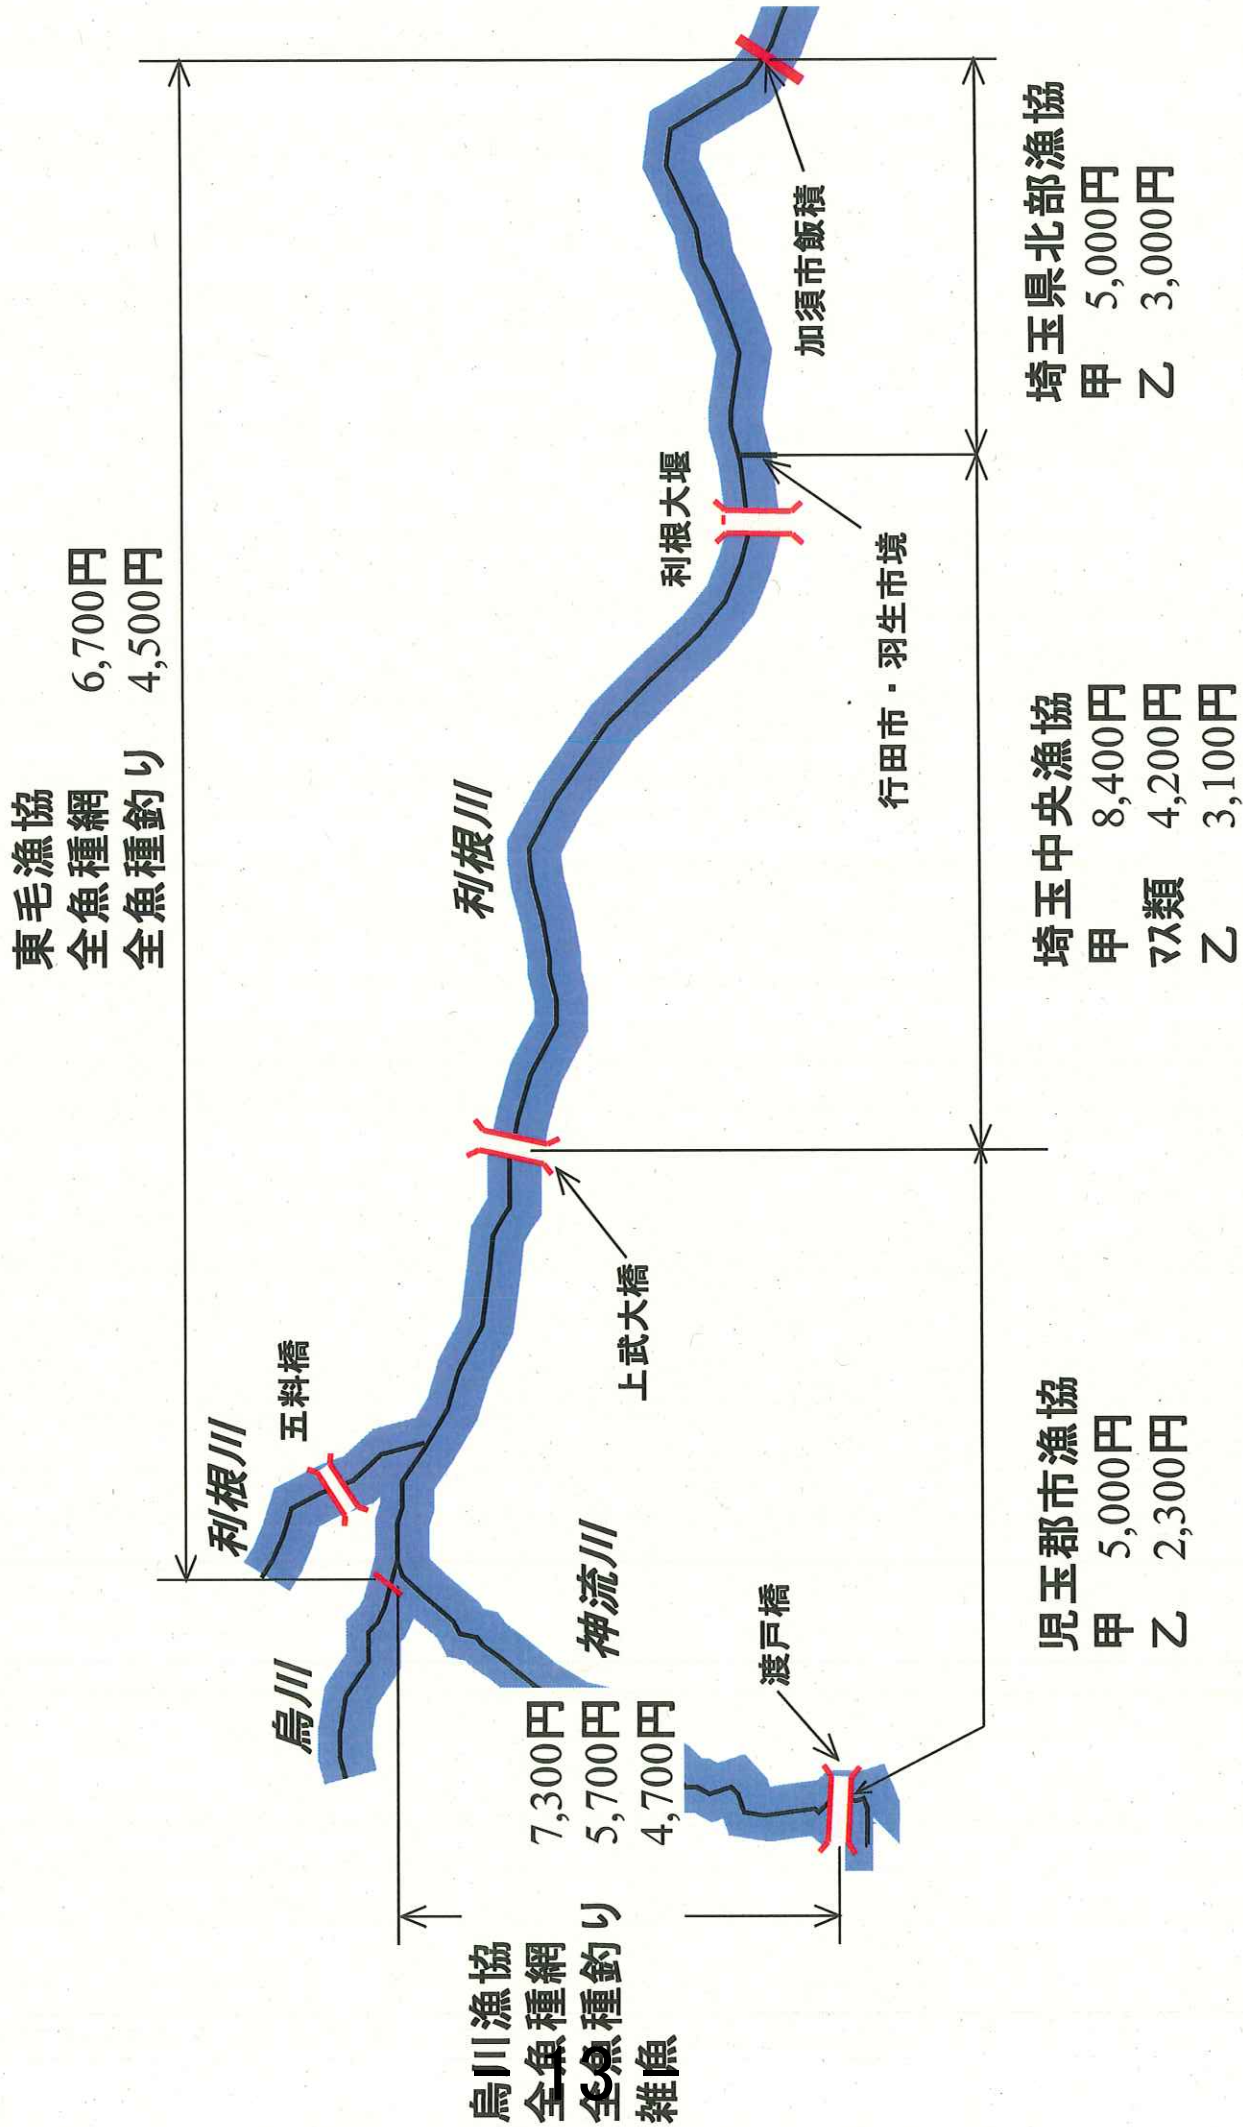 東毛漁協
全魚種網 6,700円
全魚種釣り 4,500円
利根川
五料橋
烏川
神流川
利根川
利根大堰
上武大橋
行田市・羽生市境
加須市飯積
渡戸橋
烏川漁協
全魚種網 7,300円
全魚種釣り 5,700円
雑魚 4,700円
児玉郡市漁協
甲 5,000円
乙 2,300円
埼玉中央漁協
甲 8,400円
マス類 4,200円
乙 3,100円
埼玉県北部漁協
甲 5,000円
乙 3,000円
- 13 -